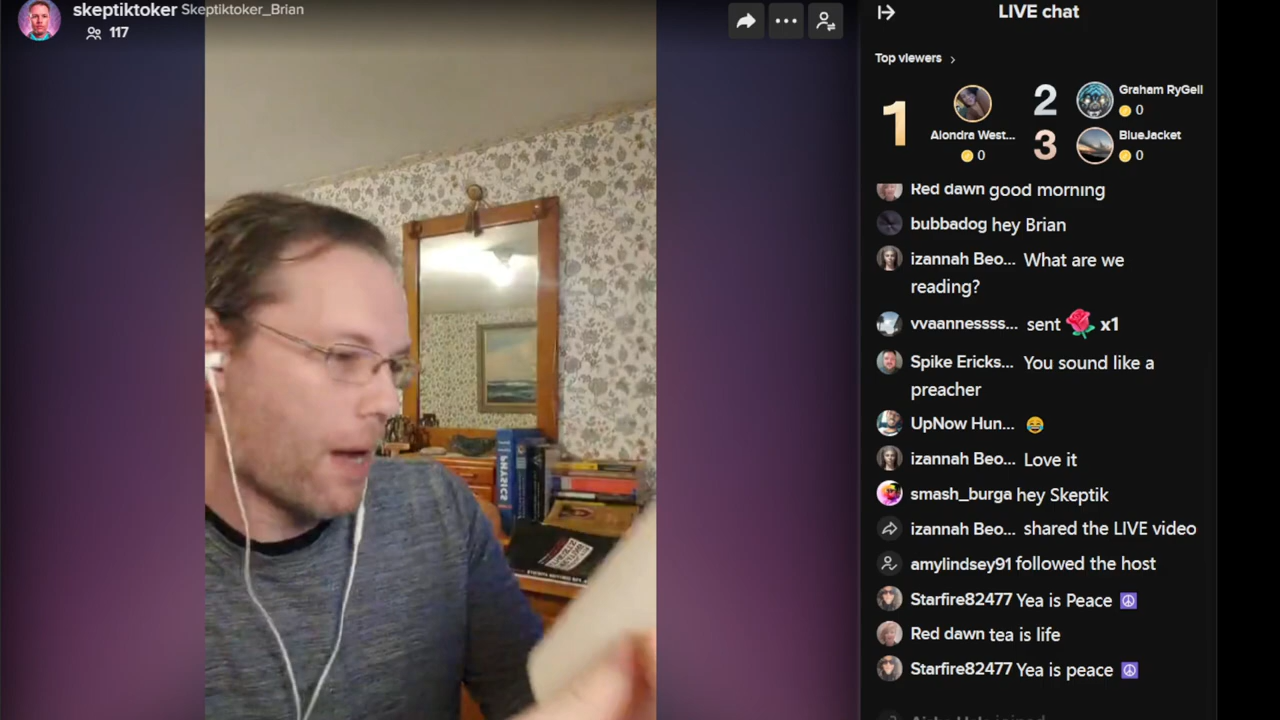 skeptiktoker Skeptiktoker_Brian
117
LIVE chat
Top viewers
1
Alondra West...
0
2
Graham RyGell
0
3
BlueJacket
0
Red dawn good morning
bubbadog hey Brian
izannah Beo... What are we
reading?
vvaannessss... sent x1
Spike Ericks... You sound like a
preacher
UpNow Hun... 😂
izannah Beo... Love it
smash_burga hey Skeptik
izannah Beo... shared the LIVE video
amylindsey91 followed the host
Starfire82477 Yea is Peace ☮
Red dawn tea is life
Starfire82477 Yea is peace ☮
PHYSICS